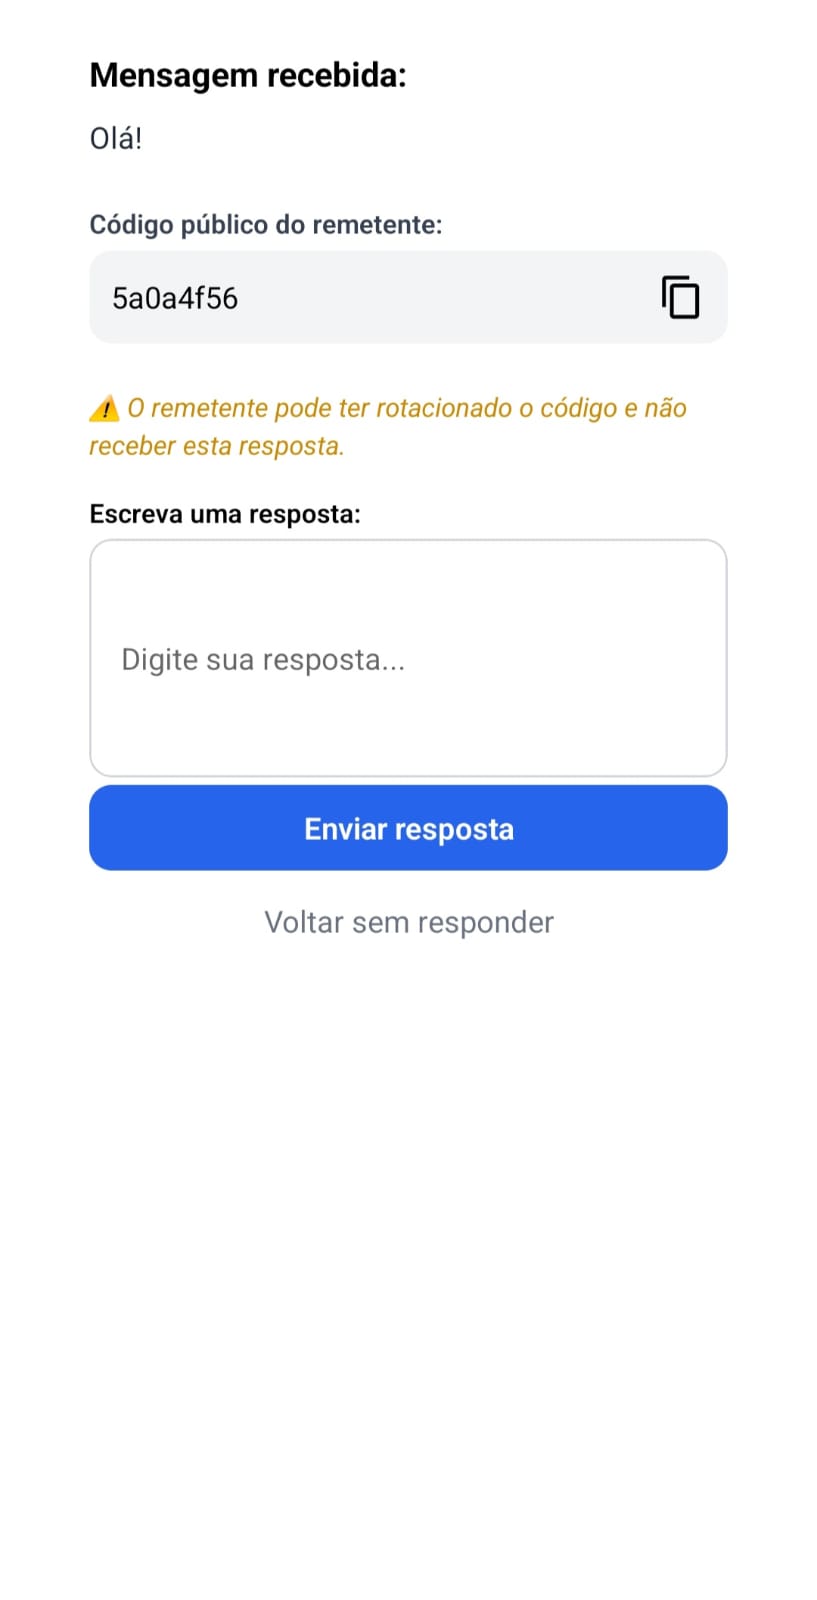 Mensagem recebida:
Olá!
Código público do remetente:
5a0a4f56
⚠️ O remetente pode ter rotacionado o código e não
receber esta resposta.
Escreva uma resposta:
Digite sua resposta...
Enviar resposta
Voltar sem responder